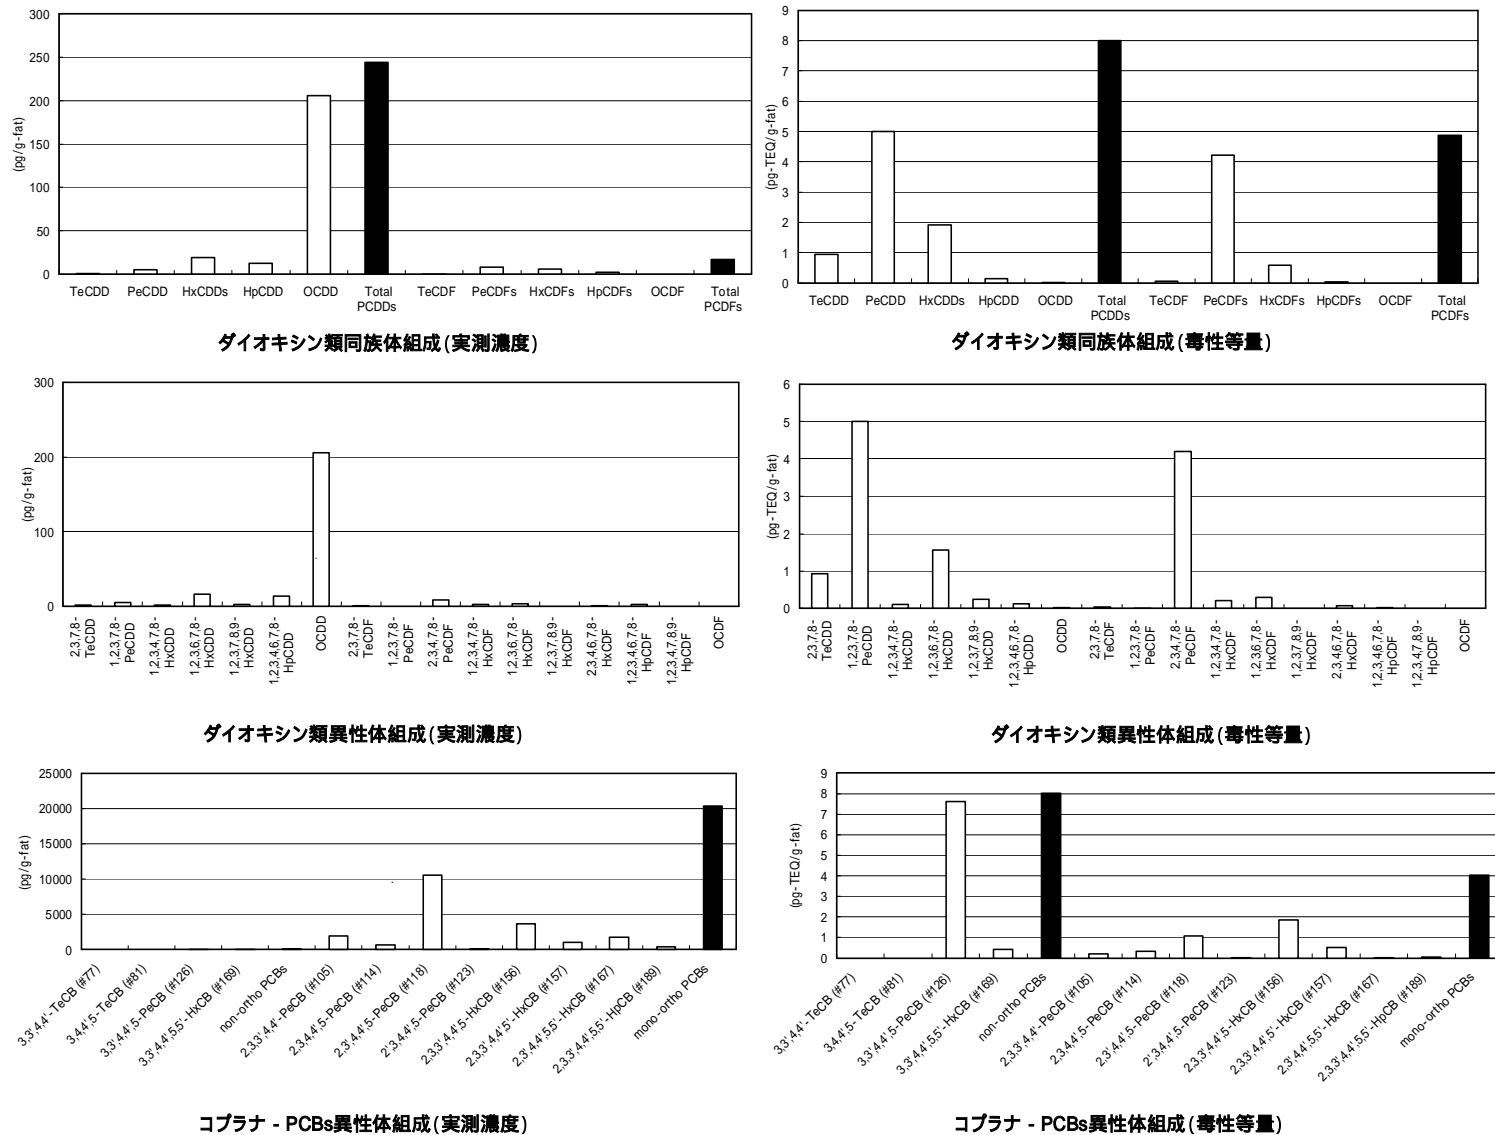 300
250
200
150
100
50
0
(pg/g-fat)
TeCDD PeCDD HxCDDs HpCDD OCDD Total PCDDs TeCDF PeCDFs HxCDFs HpCDFs OCDF Total PCDFs
ダイオキシン類同族体組成(実測濃度)
9
8
7
6
5
4
3
2
1
0
(pg-TEQ/g-fat)
TeCDD PeCDD HxCDDs HpCDD OCDD Total PCDDs TeCDF PeCDFs HxCDFs HpCDFs OCDF Total PCDFs
ダイオキシン類同族体組成(毒性等量)
300
200
100
0
(pg/g-fat)
2,3,7,8-TeCDD
1,2,3,7,8-PeCDD
1,2,3,4,7,8-HxCDD
1,2,3,6,7,8-HxCDD
1,2,3,7,8,9-HxCDD
1,2,3,4,6,7,8-HpCDD
OCDD
2,3,7,8-TeCDF
1,2,3,7,8-PeCDF
2,3,4,7,8-PeCDF
1,2,3,4,7,8-HxCDF
1,2,3,6,7,8-HxCDF
1,2,3,7,8,9-HxCDF
2,3,4,6,7,8-HxCDF
1,2,3,4,6,7,8-HpCDF
1,2,3,4,7,8,9-HpCDF
OCDF
ダイオキシン類異性体組成(実測濃度)
6
5
4
3
2
1
0
(pg-TEQ/g-fat)
2,3,7,8-TeCDD
1,2,3,7,8-PeCDD
1,2,3,4,7,8-HxCDD
1,2,3,6,7,8-HxCDD
1,2,3,7,8,9-HxCDD
1,2,3,4,6,7,8-HpCDD
OCDD
2,3,7,8-TeCDF
1,2,3,7,8-PeCDF
2,3,4,7,8-PeCDF
1,2,3,4,7,8-HxCDF
1,2,3,6,7,8-HxCDF
1,2,3,7,8,9-HxCDF
2,3,4,6,7,8-HxCDF
1,2,3,4,6,7,8-HpCDF
1,2,3,4,7,8,9-HpCDF
OCDF
ダイオキシン類異性体組成(毒性等量)
25000
20000
15000
10000
5000
0
(pg/g-fat)
3,3',4,4'-TeCB (#77)
3,4,4',5-TeCB (#81)
3,3',4,4',5-PeCB (#126)
3,3',4,4',5,5'-HxCB (#169)
non-ortho PCBs
2,3,3',4,4'-PeCB (#105)
2,3,4,4',5-PeCB (#114)
2,3',4,4',5-PeCB (#118)
2',3,4,4',5-PeCB (#123)
2,3,3',4,4',5-HxCB (#156)
2,3,3',4,4',5'-HxCB (#157)
2,3',4,4',5,5'-HxCB (#167)
2,3,3',4,4',5,5'-HpCB (#189)
mono-ortho PCBs
コプラナ - PCBs異性体組成(実測濃度)
9
8
7
6
5
4
3
2
1
0
(pg-TEQ/g-fat)
3,3',4,4'-TeCB (#77)
3,4,4',5-TeCB (#81)
3,3',4,4',5-PeCB (#126)
3,3',4,4',5,5'-HxCB (#169)
non-ortho PCBs
2,3,3',4,4'-PeCB (#105)
2,3,4,4',5-PeCB (#114)
2,3',4,4',5-PeCB (#118)
2',3,4,4',5-PeCB (#123)
2,3,3',4,4',5-HxCB (#156)
2,3,3',4,4',5'-HxCB (#157)
2,3',4,4',5,5'-HxCB (#167)
2,3,3',4,4',5,5'-HpCB (#189)
mono-ortho PCBs
コプラナ - PCBs異性体組成(毒性等量)